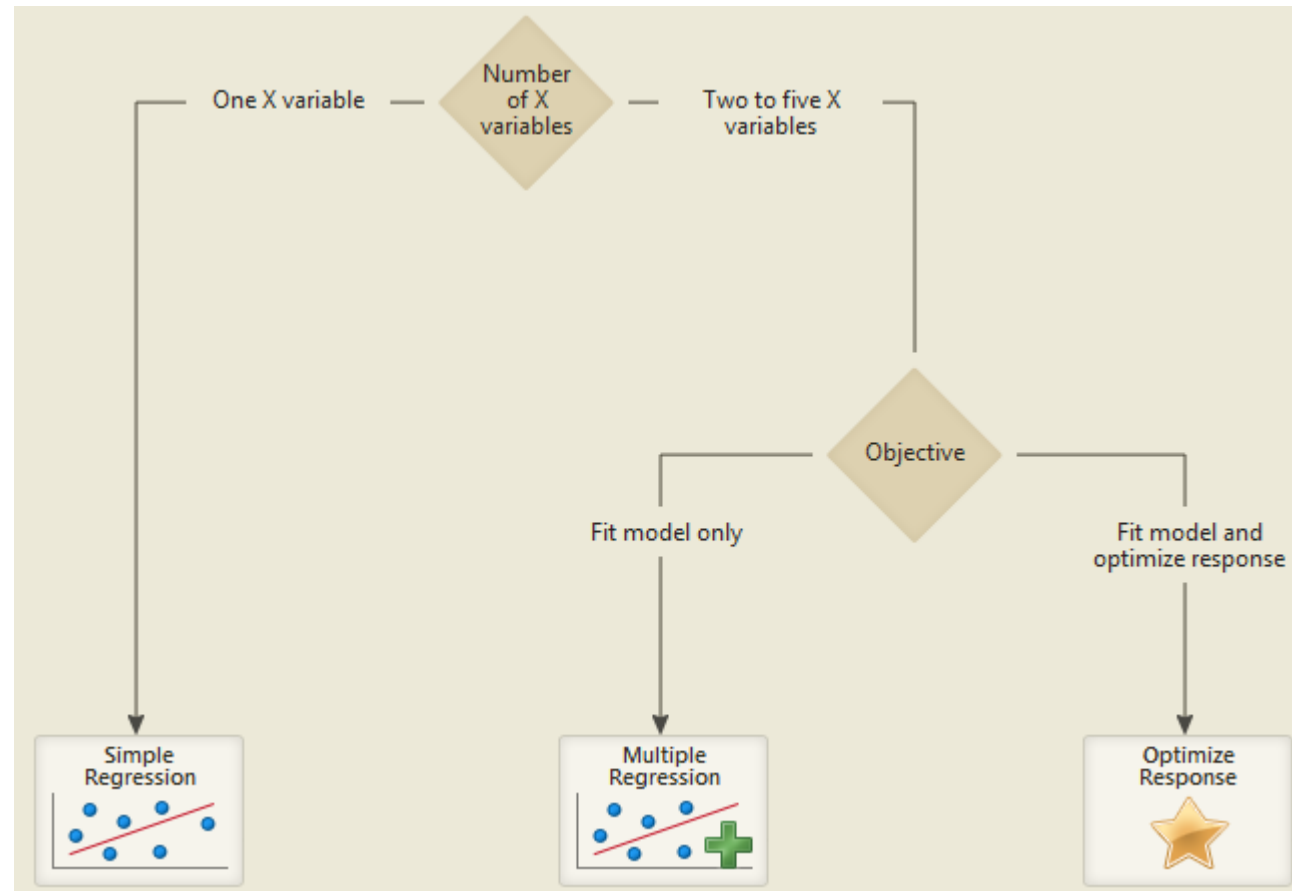 Number
of X
variables
One X variable
Two to five X
variables
Objective
Fit model only
Fit model and
optimize response
Simple
Regression
Multiple
Regression
Optimize
Response